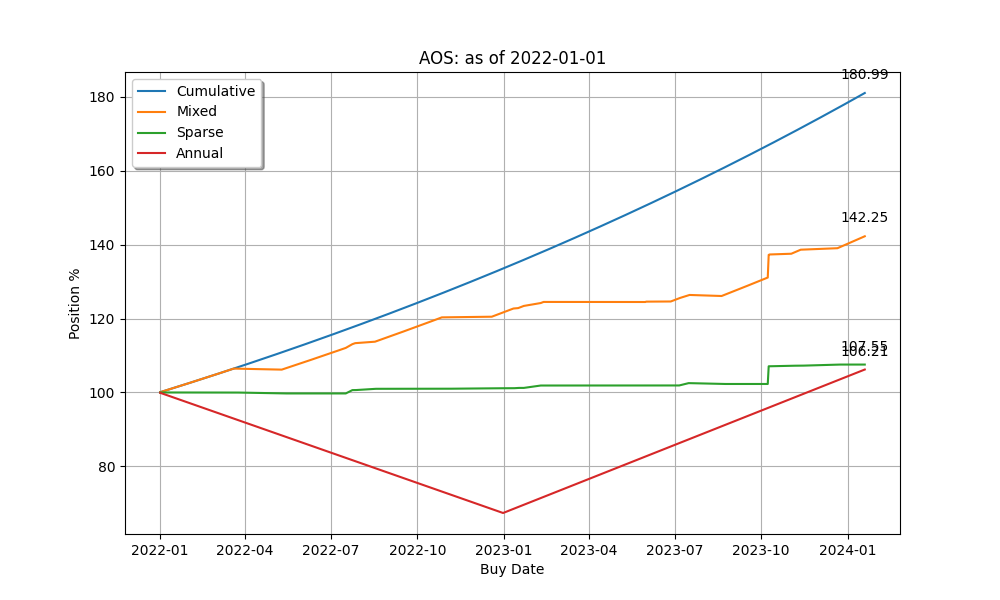 AOS: as of 2022-01-01
180.99
180
Cumulative
Mixed
Sparse
Annual
160
142.25
140
120
107.55
106.21
100
80
Position %
2022-01
2022-04
2022-07
2022-10
2023-01
2023-04
2023-07
2023-10
2024-01
Buy Date